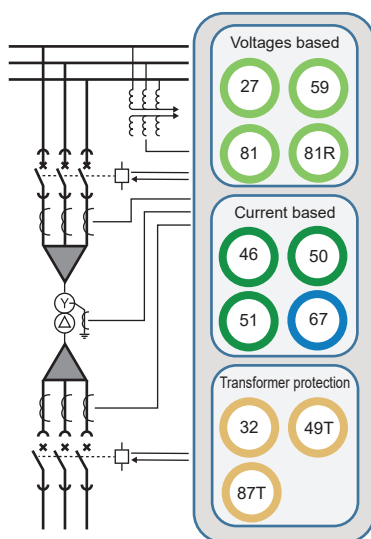 Voltages based
27 59
81 81R
Current based
46 50
51 67
Y
Δ
Transformer protection
32 49T
87T